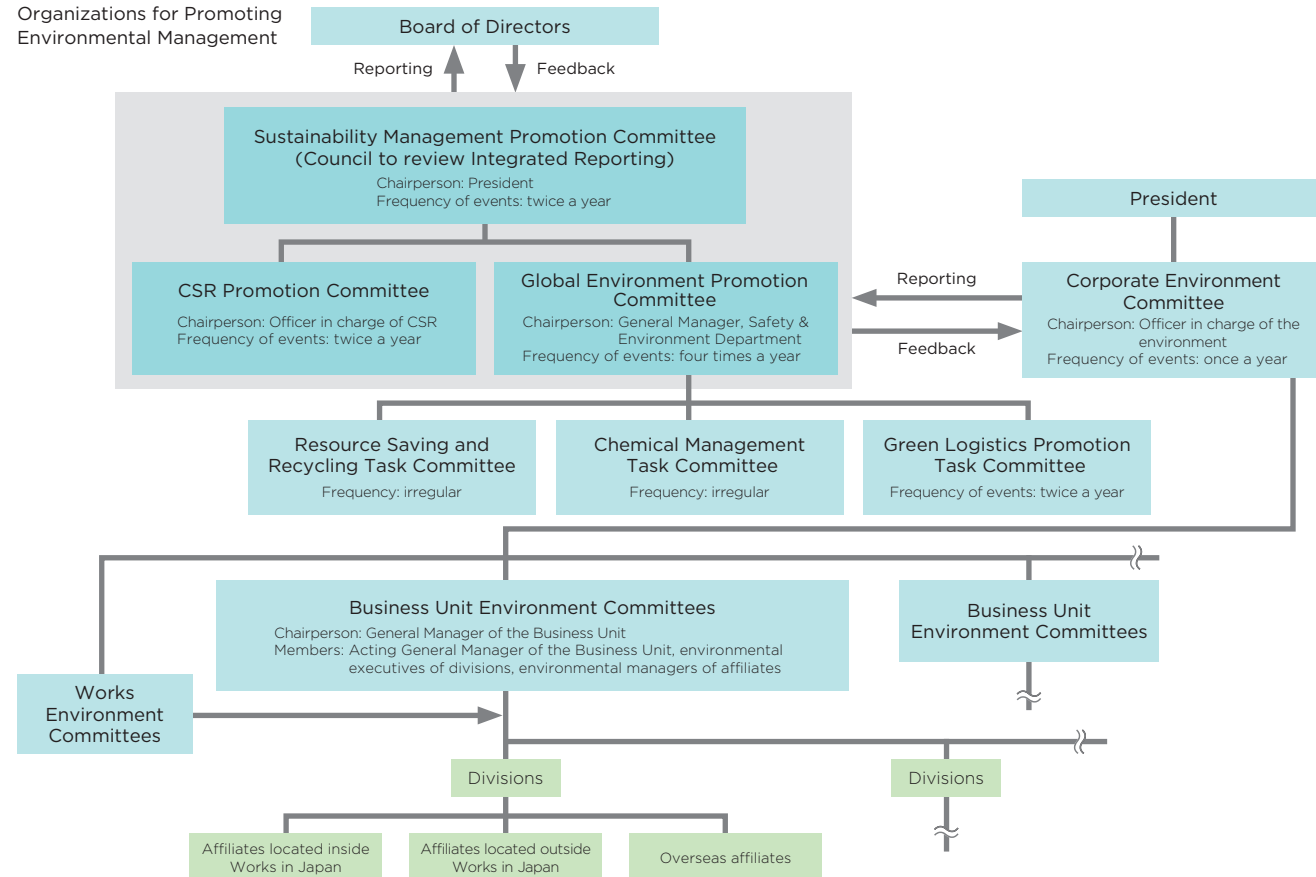 Organizations for Promoting
Environmental Management
Board of Directors
Reporting
Feedback
Sustainability Management Promotion Committee
(Council to review Integrated Reporting)
Chairperson: President
Frequency of events: twice a year
President
CSR Promotion Committee
Chairperson: Officer in charge of CSR
Frequency of events: twice a year
Global Environment Promotion
Committee
Chairperson: General Manager, Safety &
Environment Department
Frequency of events: four times a year
Reporting
Feedback
Corporate Environment
Committee
Chairperson: Officer in charge of the
environment
Frequency of events: once a year
Resource Saving and
Recycling Task Committee
Frequency: irregular
Chemical Management
Task Committee
Frequency: irregular
Green Logistics Promotion
Task Committee
Frequency of events: twice a year
Business Unit Environment Committees
Chairperson: General Manager of the Business Unit
Members: Acting General Manager of the Business Unit, environmental
executives of divisions, environmental managers of affiliates
Business Unit
Environment Committees
Works
Environment
Committees
Divisions
Divisions
Affiliates located inside
Works in Japan
Affiliates located outside
Works in Japan
Overseas affiliates